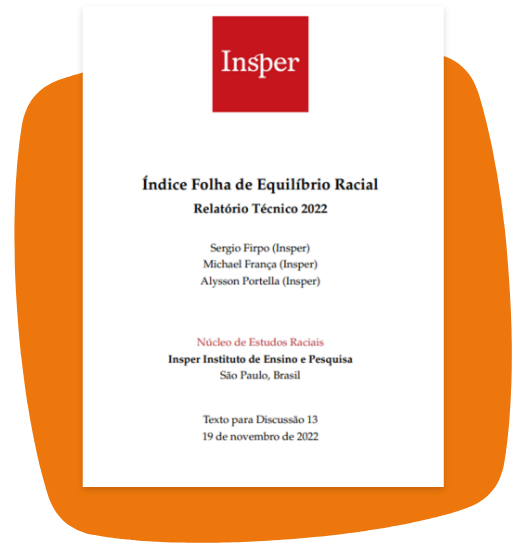 Insper
Índice Folha de Equilíbrio Racial
Relatório Técnico 2022
Sergio Firpo (Insper)
Michael França (Insper)
Alysson Portella (Insper)
Núcleo de Estudos Raciais
Insper Instituto de Ensino e Pesquisa
São Paulo, Brasil
Texto para Discussão 13
19 de novembro de 2022